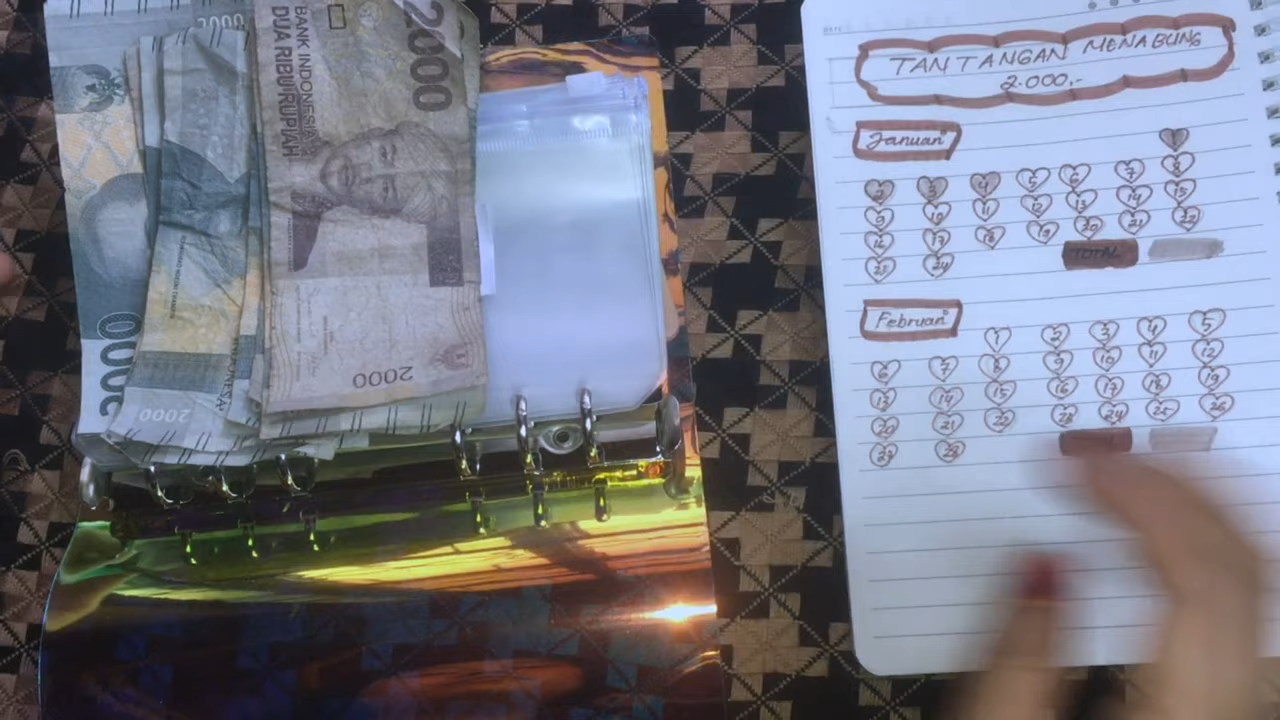 2000
BANK INDONESIA
DUA RIBU RUPIAH
2000
2000
TANTANGAN MENABUNG
2.000,-
Januari
2 3 4 5 6 7 8
9 10 11 12 13 14 15
16 17 18 19 20 21 22
23 24
TOTAL
Februari
1 2 3 4 5
6 7 8 9 10 11 12
13 14 15 16 17 18 19
20 21 22 23 24 25 26